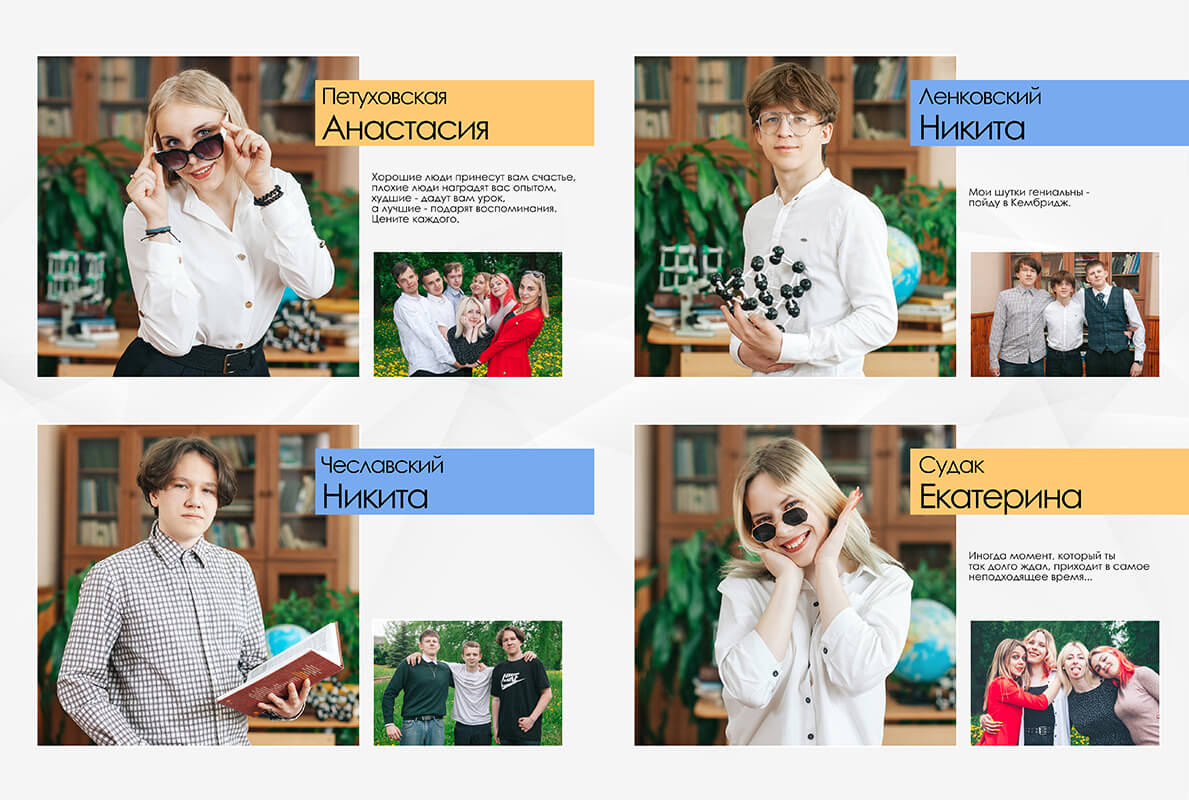 Петуховская
Анастасия
Хорошие люди принесут вам счастье,
плохие люди наградят вас опытом,
худшие - дадут вам урок,
а лучшие - подарят воспоминания.
Цените каждого.
Ленковский
Никита
Мои шутки гениальны -
пойду в Кембридж.
Чеславский
Никита
Судак
Екатерина
Иногда момент, который ты
так долго ждал, приходит в самое
неподходящее время...